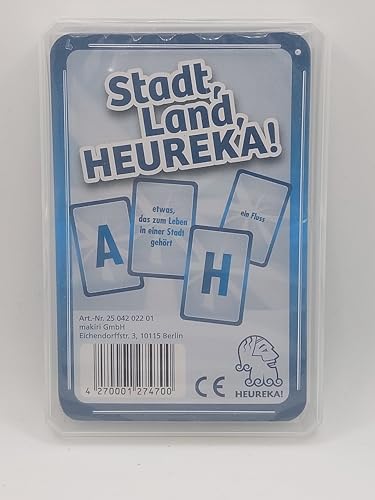 Stadt,
Land,
HEUREKA!
A
etwas,
das zum Leben
in einer Stadt
gehört
H
ein Fluss
Art.-Nr. 25 042 022 01
makiri GmbH
Eichendorffstr. 3, 10115 Berlin
4 270001 274700
CE
HEUREKA!